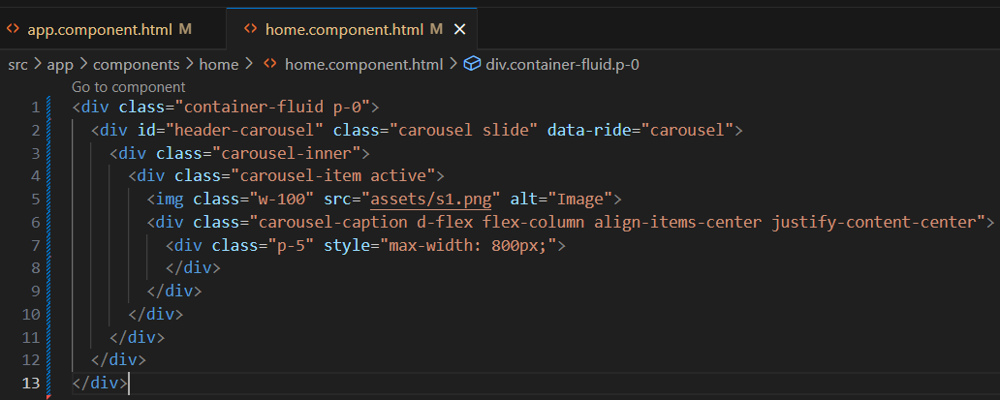 app.component.html M home.component.html M
src > app > components > home > home.component.html > div.container-fluid.p-0
Go to component
1 <div class="container-fluid p-0">
2 <div id="header-carousel" class="carousel slide" data-ride="carousel">
3 <div class="carousel-inner">
4 <div class="carousel-item active">
5 <img class="w-100" src="assets/s1.png" alt="Image">
6 <div class="carousel-caption d-flex flex-column align-items-center justify-content-center">
7 <div class="p-5" style="max-width: 800px;">
8 </div>
9 </div>
10 </div>
11 </div>
12 </div>
13 </div>